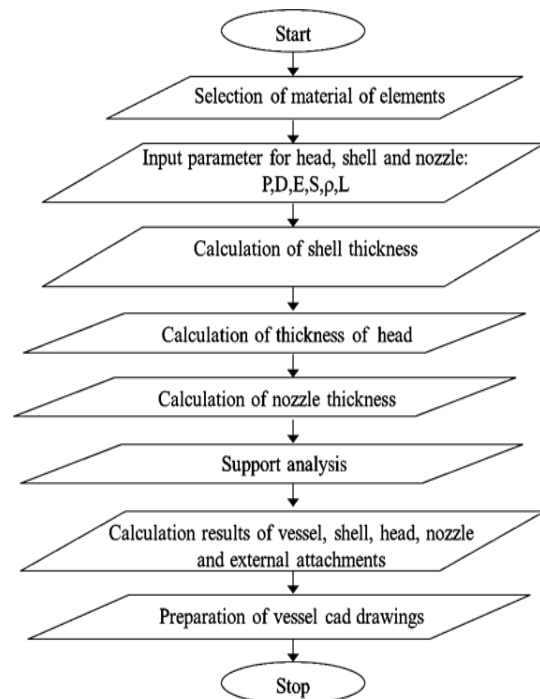 Start
Selection of material of elements
Input parameter for head, shell and nozzle:
P,D,E,S,ρ,L
Calculation of shell thickness
Calculation of thickness of head
Calculation of nozzle thickness
Support analysis
Calculation results of vessel, shell, head, nozzle
and external attachments
Preparation of vessel cad drawings
Stop